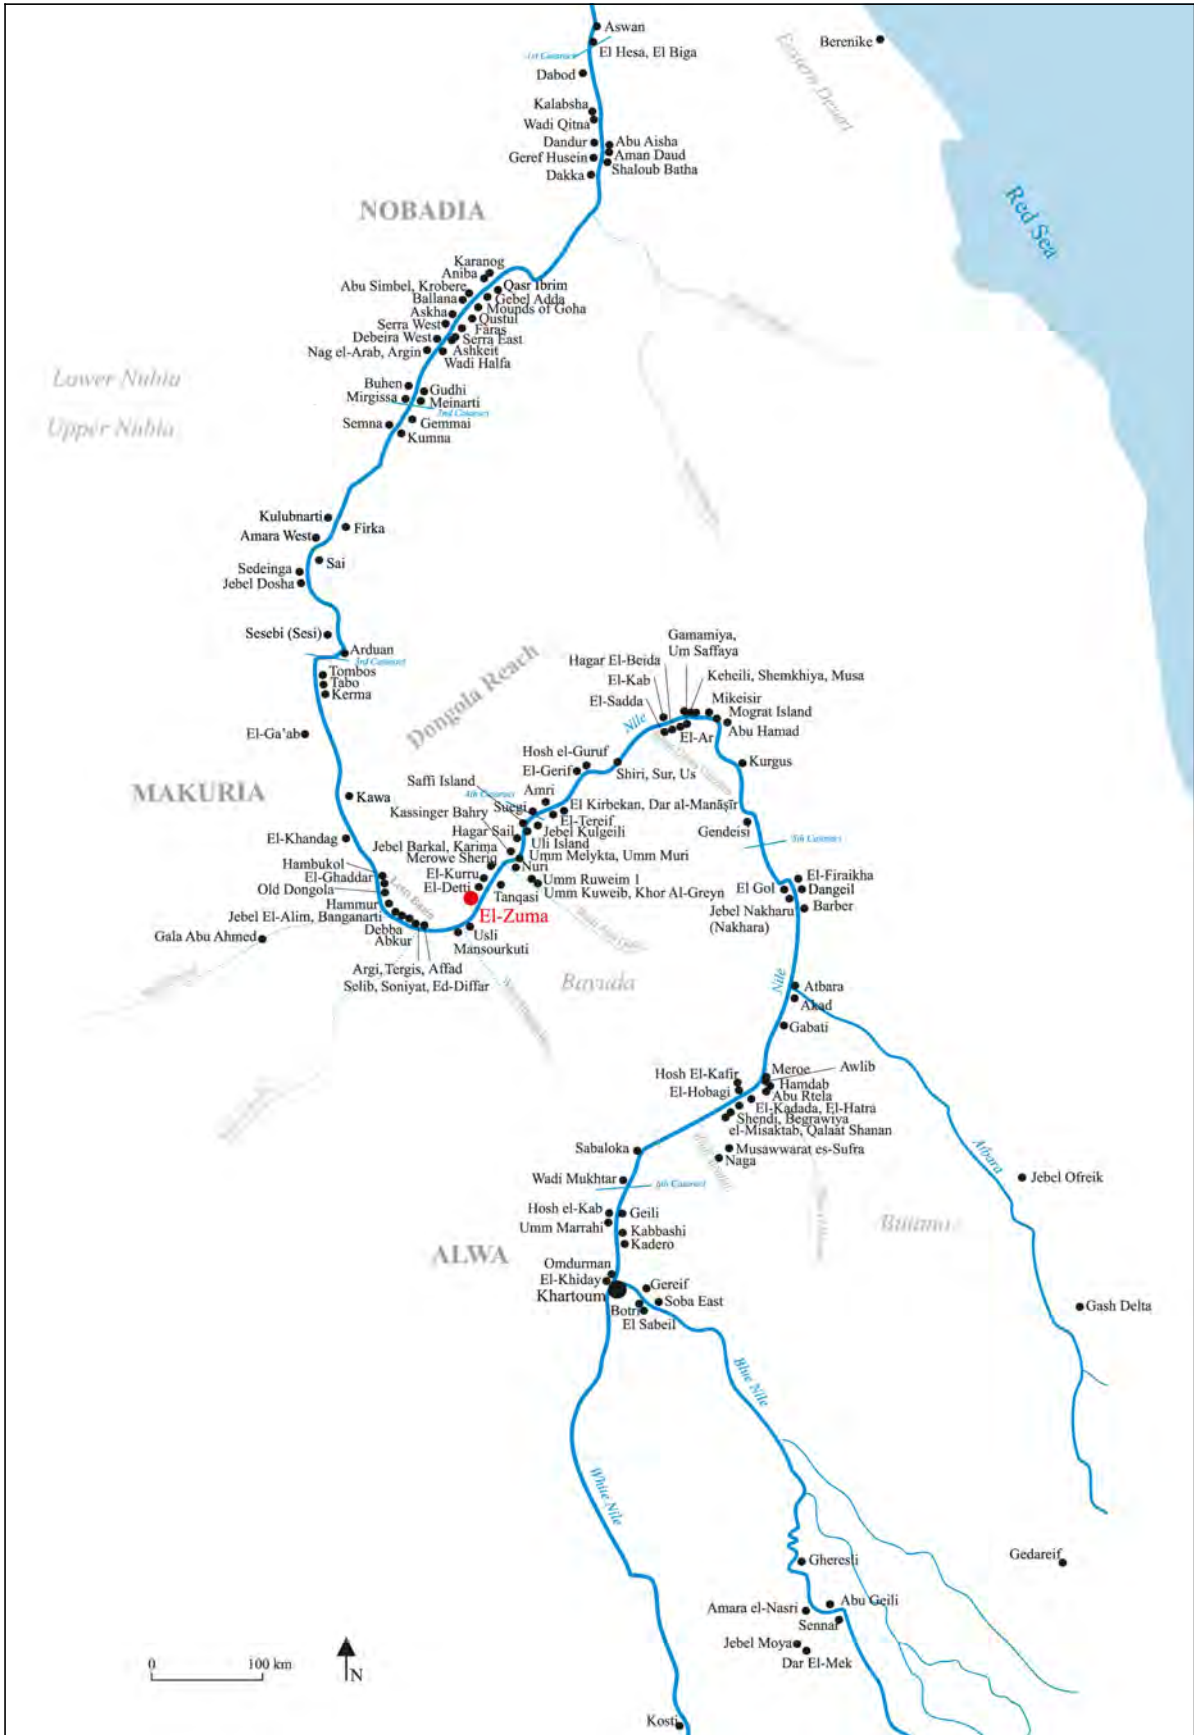 Aswan
El Hesa, El Biga
1st Cataract
Berenike
Eastern Desert
Dabod
Kalabsha
Wadi Qitna
Dandur
Abu Aisha
Aman Daud
Geref Husein
Shaloub Batha
Dakka
Red Sea
NOBADIA
Karanog
Aniba
Qasr Ibrim
Abu Simbel, Krobere
Gebel Adda
Ballana
Mounds of Goha
Askha
Qustul
Serra West
Faras
Debeira West
Serra East
Nag el-Arab, Argin
Ashkeit
Wadi Halfa
Lower Nubia
Upper Nubia
Buhen
Gudhi
Mirgissa
Meinarti
2nd Cataract
Semna
Gemmai
Kumna
Kulubnarti
Firka
Amara West
Sai
Sedeinga
Jebel Dosha
Sesebi (Sesi)
Arduan
3rd Cataract
Tombos
Tabo
Kerma
El-Ga'ab
Dongola Reach
Gamamiya,
Um Saffaya
Hagar El-Beida
Keheili, Shemkhiya, Musa
El-Kab
El-Sadda
Mikeisir
Mograt Island
Nile
El-Ar
Abu Hamad
Hosh el-Guruf
El-Gerif
Shiri, Sur, Us
Kurgus
MAKURIA
Kawa
Saffi Island
4th Cataract
Amri
Suegi
El Kirbekan, Dar al-Manāṣīr
El-Tereif
Kassinger Bahry
Jebel Kulgeili
Gendeisi
5th Cataract
El-Khandag
Hagar Sail
Uli Island
Jebel Barkal, Karima
Umm Melykta, Umm Muri
Merowe Sheriq
Nuri
Hambukol
El-Ghaddar
El-Kurru
Umm Ruweim 1
El-Firaikha
Old Dongola
El-Detti
Tanqasi
Umm Kuweib, Khor Al-Greyn
El Gol
Dangeil
Letti Basin
Hammur
Barber
Jebel El-Alim, Banganarti
El-Zuma
Jebel Nakharu
(Nakhara)
Gala Abu Ahmed
Debba
Abkur
Usli
Mansourkuti
Argi, Tergis, Affad
Selib, Soniyat, Ed-Diffar
Bayuda
Nile
Atbara
Akad
Gabati
Hosh El-Kafir
Meroe
Awlib
El-Hobagi
Hamdab
Abu Rtela
El-Kadada, El-Hatra
Shendi, Begrawiya
el-Misaktab, Qalaat Shanan
Sabaloka
Musawwarat es-Sufra
Naga
Atbara
Wadi Mukhtar
6th Cataract
Jebel Ofreik
Hosh el-Kab
Geili
Umm Marrahi
Kabbashi
Butana
Kadero
ALWA
Omdurman
El-Khiday
Gereif
Khartoum
Soba East
Botri
El Sabeil
Gash Delta
Blue Nile
White Nile
Gheresli
Gedareif
Abu Geili
Amara el-Nasri
Sennar
Jebel Moya
Dar El-Mek
0
100 km
N
Kosti